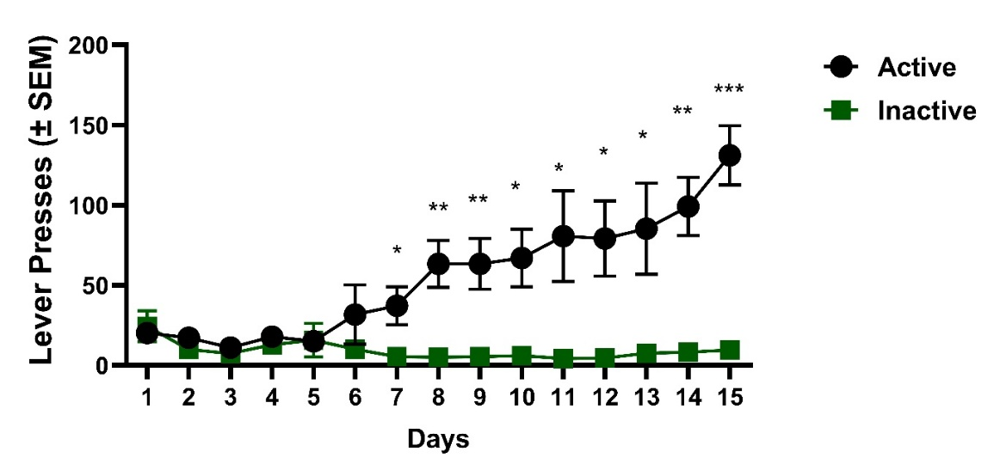 Lever Presses (± SEM)
200
150
100
50
0
*
**
**
*
*
*
*
**
***
1 2 3 4 5 6 7 8 9 10 11 12 13 14 15
Days
Active
Inactive